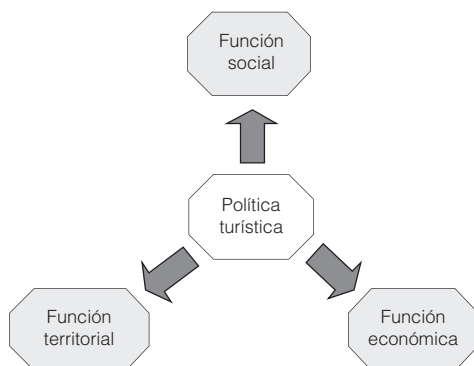 Función
social
Política
turística
Función
territorial
Función
económica